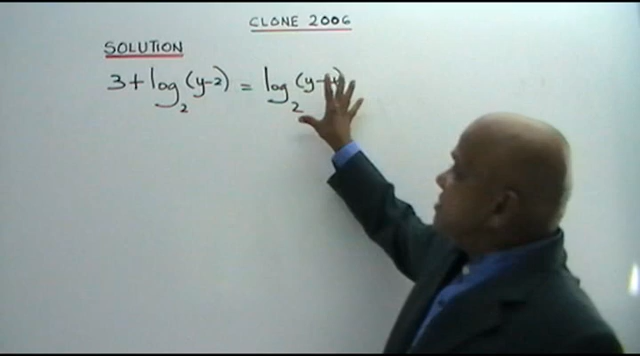 CLONE 2006
SOLUTION
3+log₂(y-2) = log₂(y-